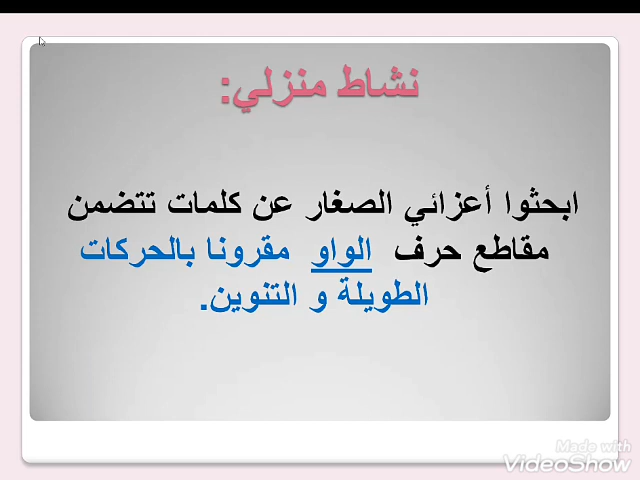 نشاط منزلي:
ابحثوا أعزائي الصغار عن كلمات تتضمن
مقاطع حرف الواو مقرونا بالحركات
الطويلة و التنوين.
Made with
VideoShow